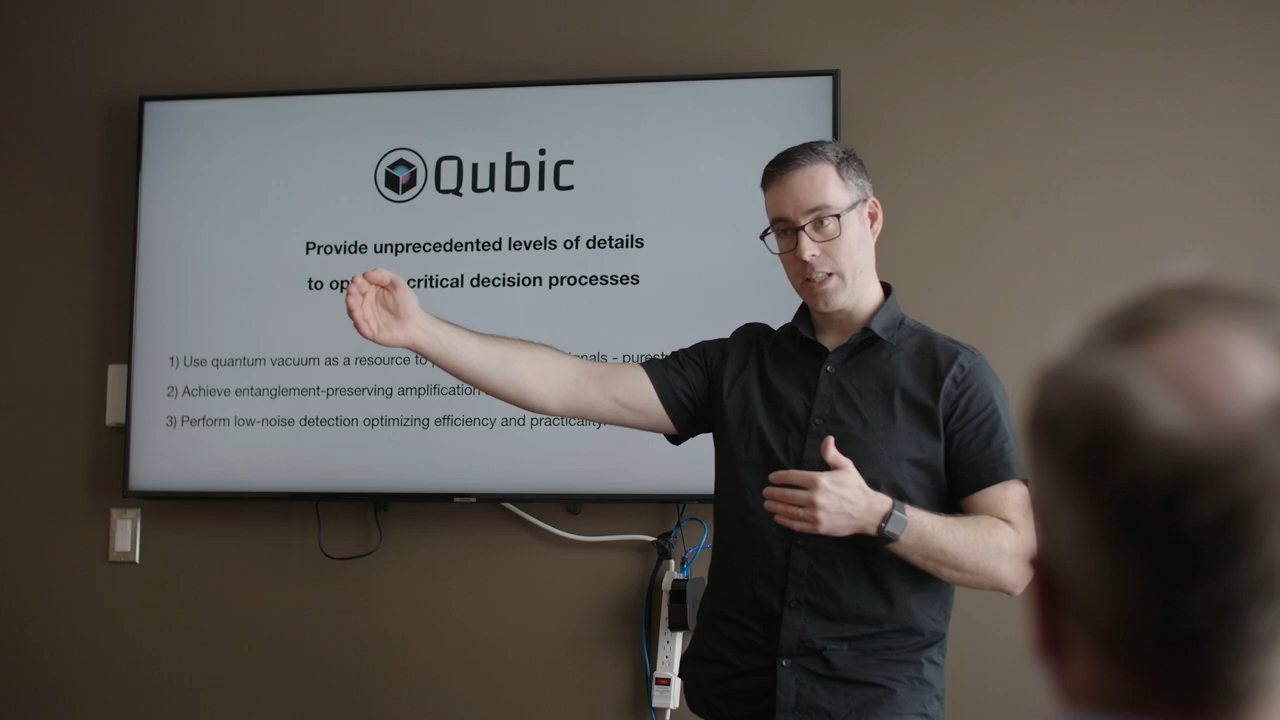 Qubic
Provide unprecedented levels of details
to critical decision processes
1) Use quantum vacuum as a resource to - purest
2) Achieve entanglement-preserving amplification
3) Perform low-noise detection optimizing efficiency and practicality.